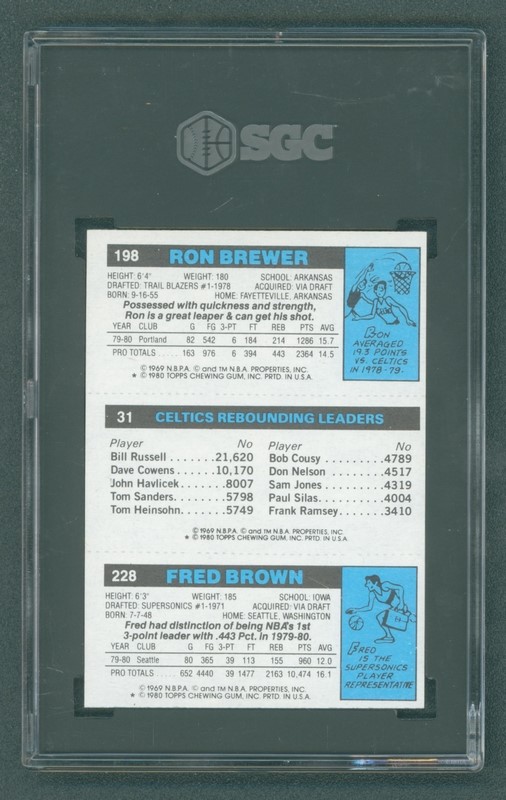 SGC
198 RON BREWER
HEIGHT: 6'4" WEIGHT: 180 SCHOOL: ARKANSAS
DRAFTED: TRAIL BLAZERS #1-1978 ACQUIRED: VIA DRAFT
BORN: 9-16-55 HOME: FAYETTEVILLE, ARKANSAS
Possessed with quickness and strength,
Ron is a great leaper & can get his shot.
YEAR CLUB G FG 3-PT FT REB PTS AVG
79-80 Portland 82 542 6 184 214 1286 15.7
PRO TOTALS ..... 163 976 6 394 443 2364 14.5
© 1969 N.B.P.A. © and TM N.B.A. PROPERTIES, INC.
* © 1980 TOPPS CHEWING GUM, INC. PRTD. IN U.S.A.
RON
AVERAGED
19.3 POINTS
VS. CELTICS
IN 1978-79.
31 CELTICS REBOUNDING LEADERS
Player No Player No
Bill Russell .......21,620 Bob Cousy .........4789
Dave Cowens......10,170 Don Nelson ........4517
John Havlicek......8007 Sam Jones .........4319
Tom Sanders.......5798 Paul Silas..........4004
Tom Heinsohn.....5749 Frank Ramsey.....3410
© 1969 N.B.P.A. © and TM N.B.A. PROPERTIES, INC.
* © 1980 TOPPS CHEWING GUM, INC. PRTD. IN U.S.A.
228 FRED BROWN
HEIGHT: 6'3" WEIGHT: 185 SCHOOL: IOWA
DRAFTED: SUPERSONICS #1-1971 ACQUIRED: VIA DRAFT
BORN: 7-7-48 HOME: SEATTLE, WASHINGTON
Fred had distinction of being NBA's 1st
3-point leader with .443 Pct. in 1979-80.
YEAR CLUB G FG 3-PT FT REB PTS AVG
79-80 Seattle 80 365 39 113 155 960 12.0
PRO TOTALS ..... 652 4440 39 1477 2163 10,474 16.1
© 1969 N.B.P.A. © and TM N.B.A. PROPERTIES, INC.
* © 1980 TOPPS CHEWING GUM, INC. PRTD. IN U.S.A.
FRED
IS THE
SUPERSONICS
PLAYER
REPRESENTATIVE